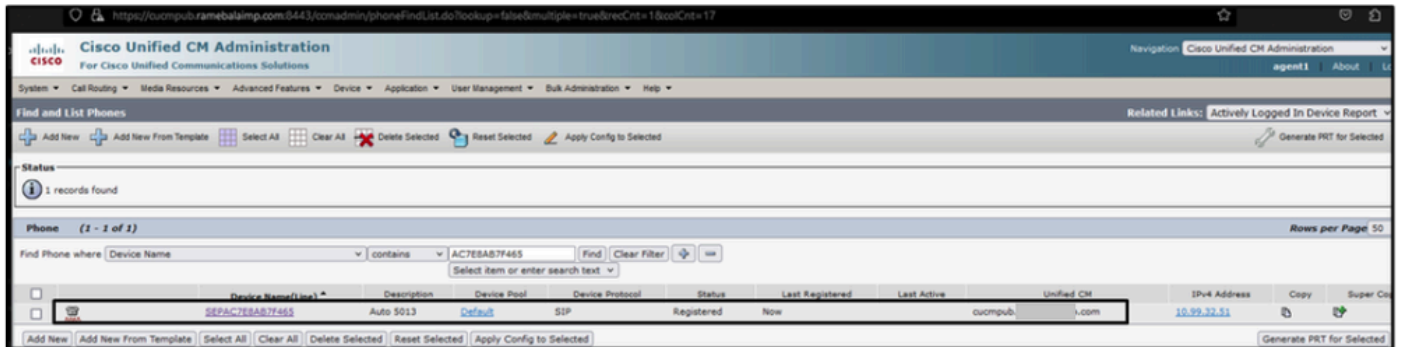 https://cucmpub.ramebalaimp.com:8443/ccmadmin/phoneFindList.do?lookup=false&multiple=true&recCnt=1&colCnt=17
cisco Cisco Unified CM Administration Navigation Cisco Unified CM Administration
For Cisco Unified Communications Solutions agent1 About
System Call Routing Media Resources Advanced Features Device Application User Management Bulk Administration Help
Find and List Phones Related Links: Actively Logged In Device Report
Add New Add New From Template Select All Clear All Delete Selected Reset Selected Apply Config to Selected Generate PRT for Selected
Status
1 records found
Phone (1 - 1 of 1) Rows per Page 50
Find Phone where Device Name contains AC7E8AB7F465 Find Clear Filter
Select item or enter search text
Device Name(Line) Description Device Pool Device Protocol Status Last Registered Last Active Unified CM IPv4 Address Copy Super
SEPAC7E8AB7F465 Auto 5013 Default SIP Registered Now cucmpub. .com 10.99.32.51
Add New Add New From Template Select All Clear All Delete Selected Reset Selected Apply Config to Selected Generate PRT for Selected